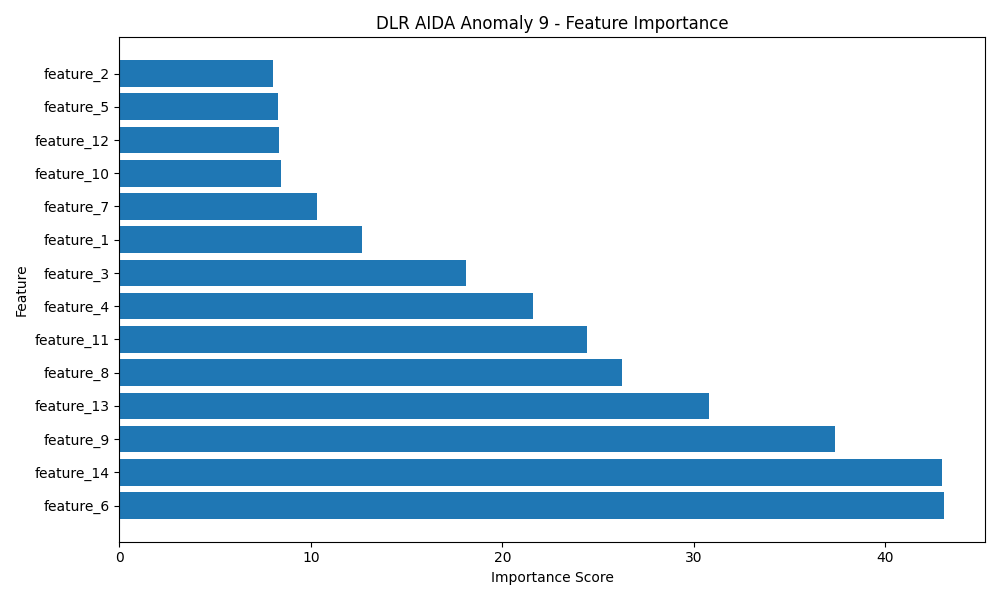 DLR AIDA Anomaly 9 - Feature Importance
Feature
feature_2
feature_5
feature_12
feature_10
feature_7
feature_1
feature_3
feature_4
feature_11
feature_8
feature_13
feature_9
feature_14
feature_6
0 10 20 30 40
Importance Score